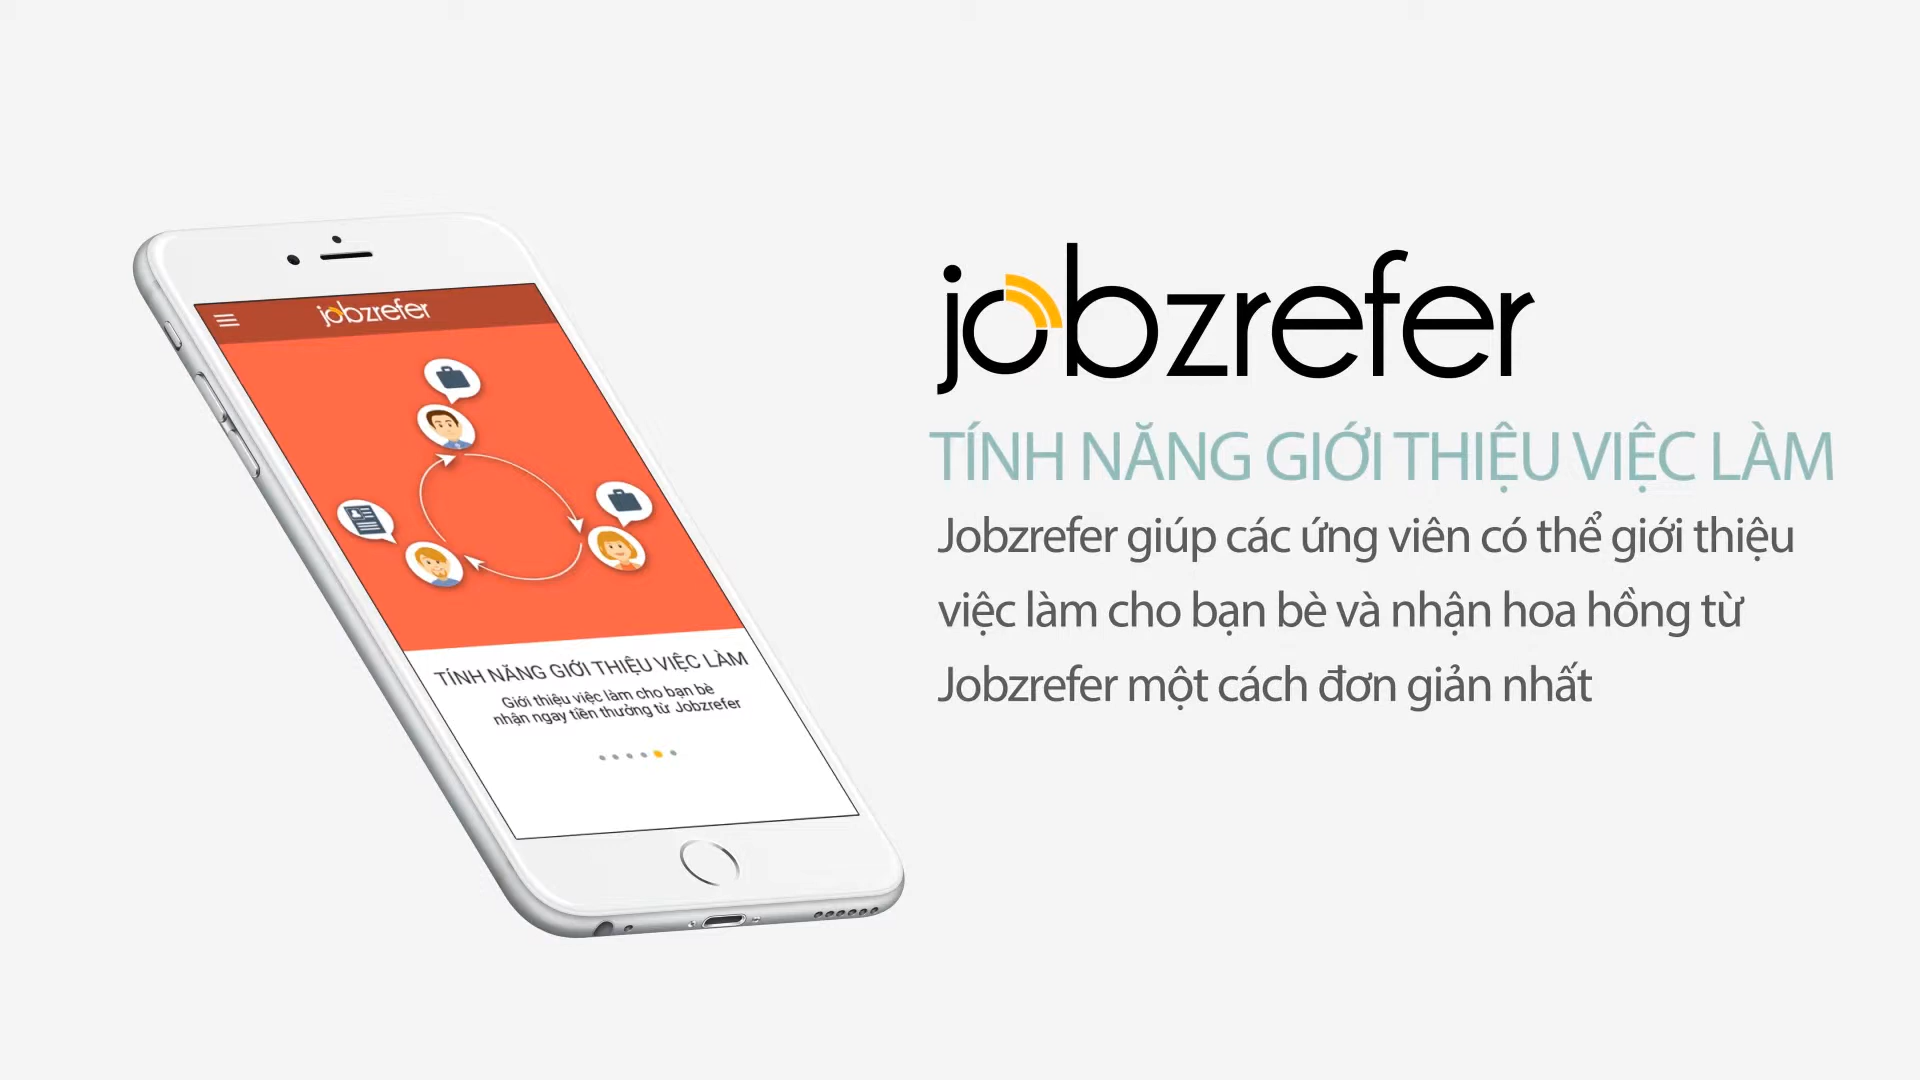 jobzrefer
TÍNH NĂNG GIỚI THIỆU VIỆC LÀM
Giới thiệu việc làm cho bạn bè
nhận ngay tiền thưởng từ Jobzrefer
jobzrefer
TÍNH NĂNG GIỚI THIỆU VIỆC LÀM
Jobzrefer giúp các ứng viên có thể giới thiệu
việc làm cho bạn bè và nhận hoa hồng từ
Jobzrefer một cách đơn giản nhất